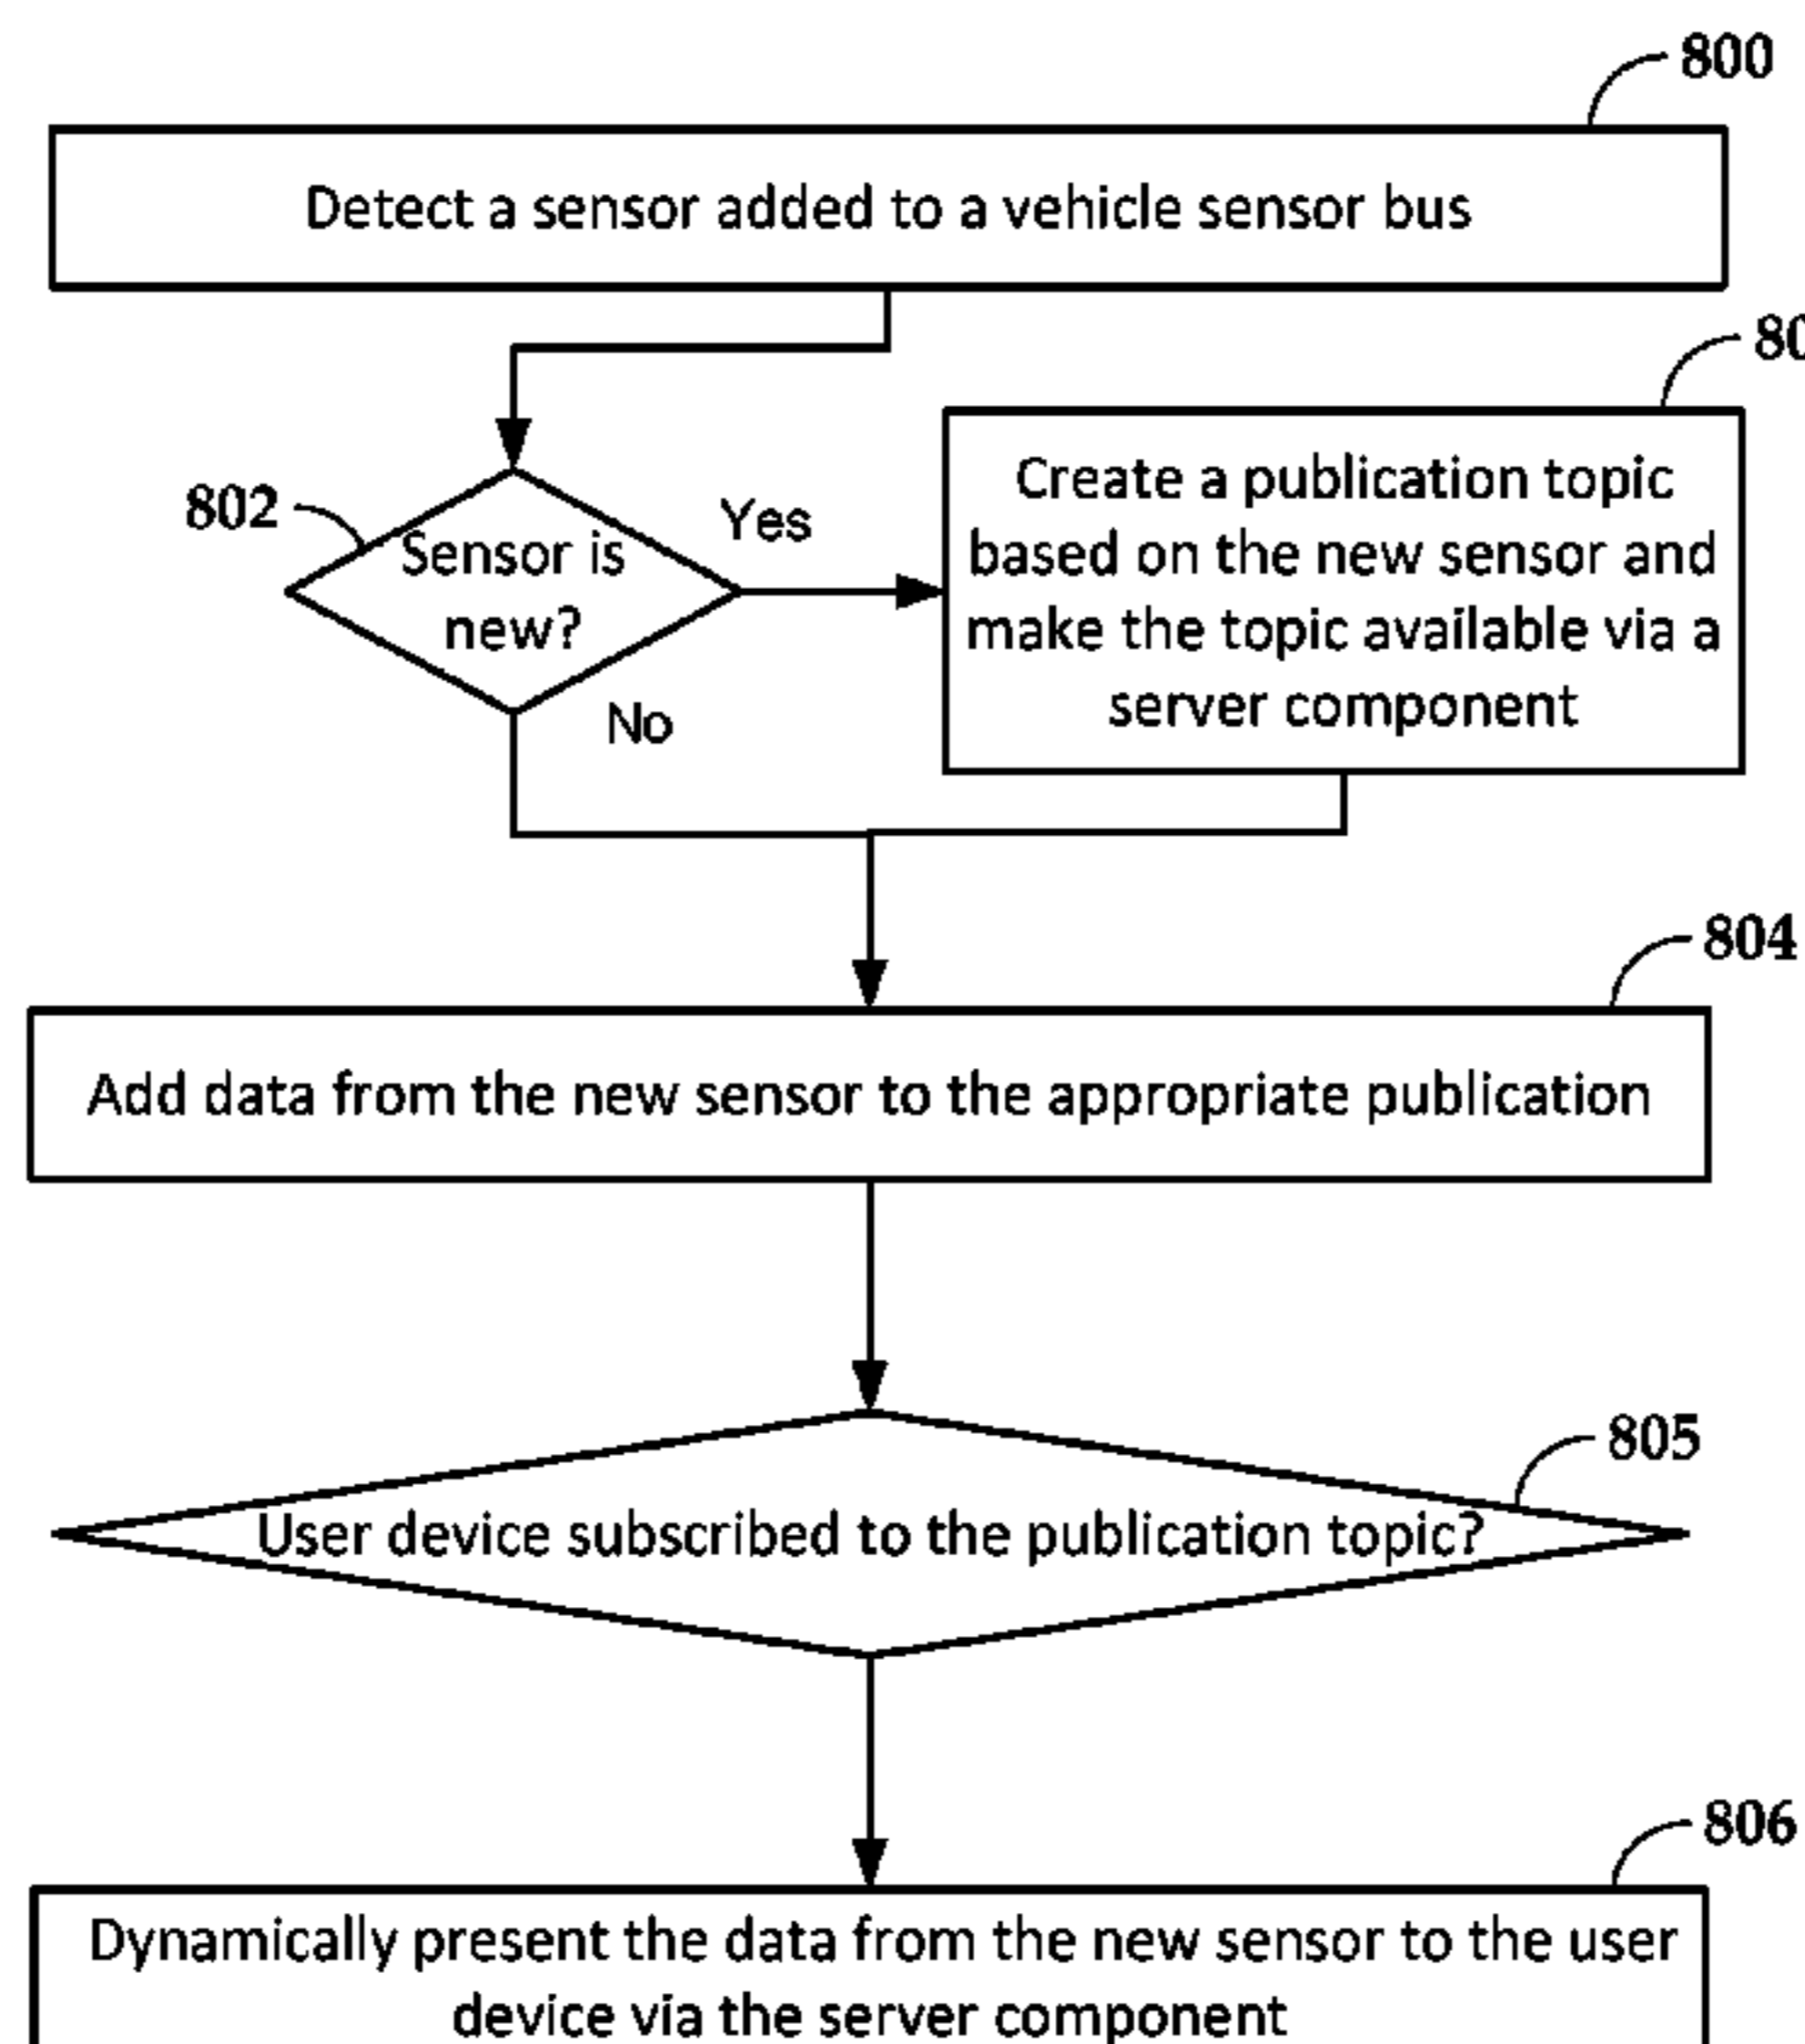 800
Detect a sensor added to a vehicle sensor bus
802
Sensor is
new?
Yes
No
Create a publication topic
based on the new sensor and
make the topic available via a
server component
804
Add data from the new sensor to the appropriate publication
805
User device subscribed to the publication topic?
806
Dynamically present the data from the new sensor to the user
device via the server component